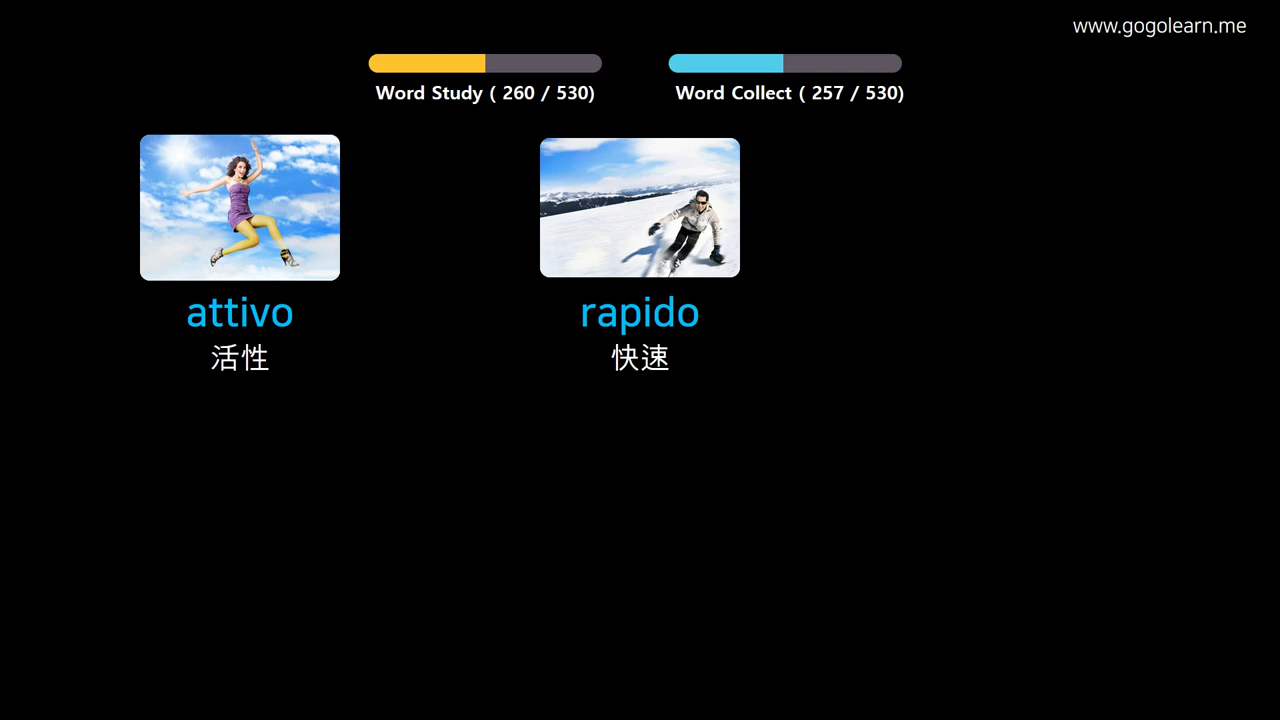 www.gogolearn.me
Word Study ( 260 / 530)
Word Collect ( 257 / 530)
attivo
活性
rapido
快速